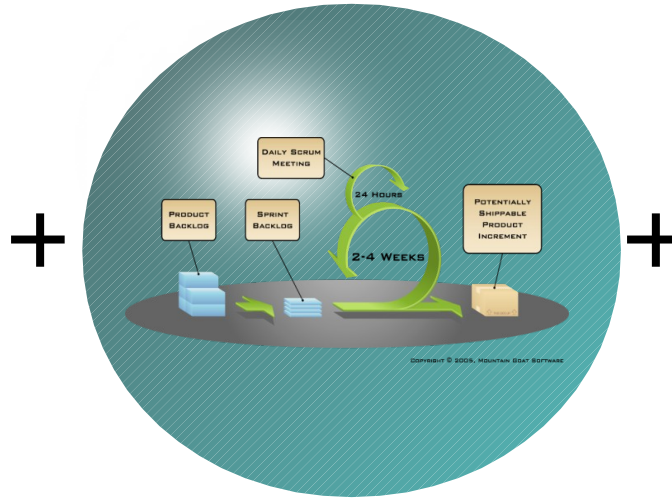 DAILY SCRUM
MEETING
24 HOURS
PRODUCT
BACKLOG
SPRINT
BACKLOG
POTENTIALLY
SHIPPABLE
PRODUCT
INCREMENT
+
+
2-4 WEEKS
COPYRIGHT © 2005, MOUNTAIN GOAT SOFTWARE